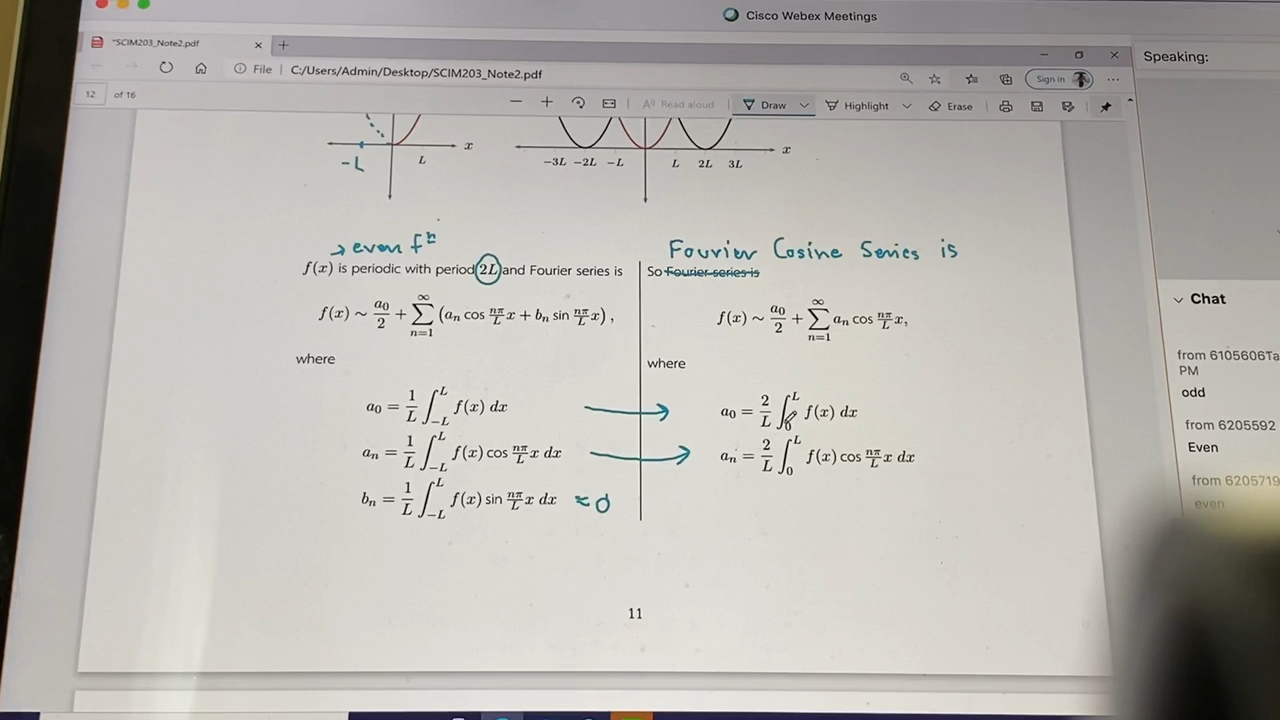 Cisco Webex Meetings
"SCIM203_Note2.pdf
File | C:/Users/Admin/Desktop/SCIM203_Note2.pdf
Sign in
12 of 16
Read aloud Draw Highlight Erase
Speaking:
x
-L L
-3L -2L -L L 2L 3L
x
→ even fⁿ
f(x) is periodic with period 2L and Fourier series is
f(x) ~ a₀/2 + ∑_{n=1}^{∞} (aₙ cos nπ/L x + bₙ sin nπ/L x),
where
a₀ = 1/L ∫_{-L}^{L} f(x) dx
aₙ = 1/L ∫_{-L}^{L} f(x) cos nπ/L x dx
bₙ = 1/L ∫_{-L}^{L} f(x) sin nπ/L x dx = 0
Fourier Cosine Series is
So Fourier series is
f(x) ~ a₀/2 + ∑_{n=1}^{∞} aₙ cos nπ/L x,
where
a₀ = 2/L ∫_{0}^{L} f(x) dx
aₙ = 2/L ∫_{0}^{L} f(x) cos nπ/L x dx
11
Chat
from 6105606Ta
PM
odd
from 6205592
Even
from 6205719
even